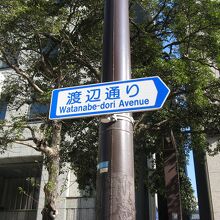 渡辺通り
Watanabe-dori Avenue